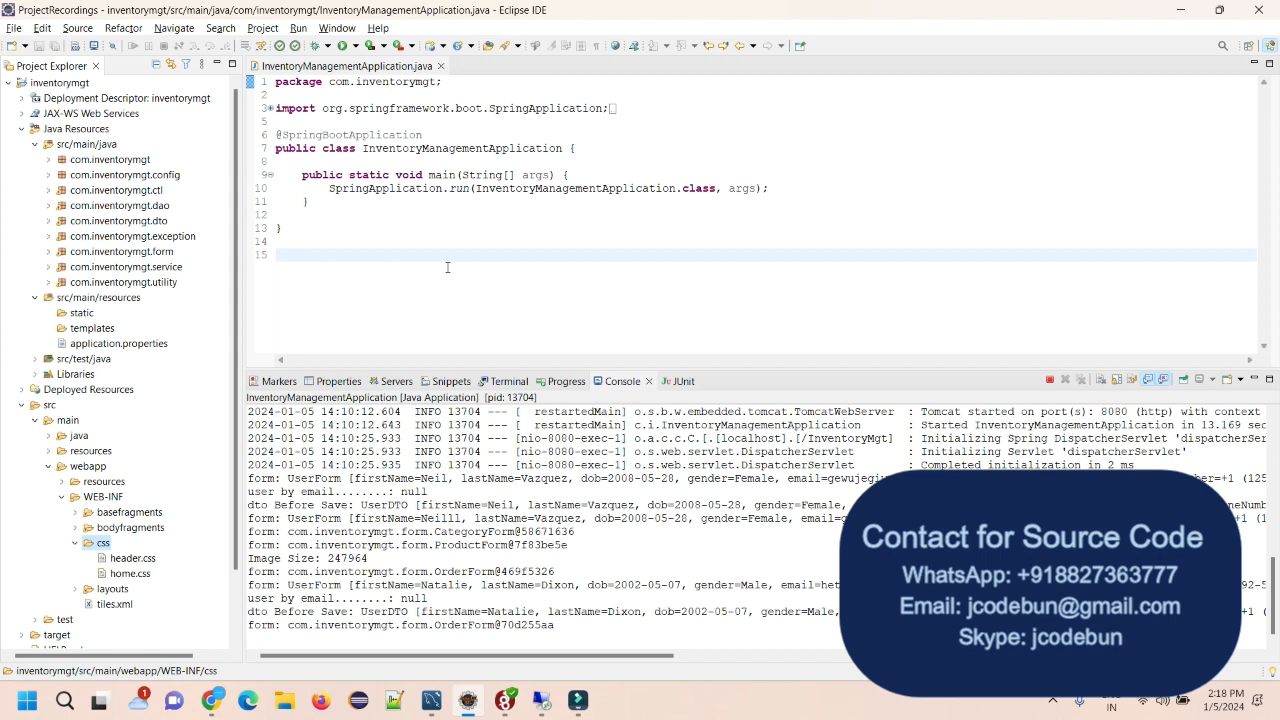 ProjectRecordings - inventorymgt/src/main/java/com/inventorymgt/InventoryManagementApplication.java - Eclipse IDE
File Edit Source Refactor Navigate Search Project Run Window Help
Project Explorer
inventorymgt
Deployment Descriptor: inventorymgt
JAX-WS Web Services
Java Resources
src/main/java
com.inventorymgt
com.inventorymgt.config
com.inventorymgt.ctl
com.inventorymgt.dao
com.inventorymgt.dto
com.inventorymgt.exception
com.inventorymgt.form
com.inventorymgt.service
com.inventorymgt.utility
src/main/resources
static
templates
application.properties
src/test/java
Libraries
Deployed Resources
src
main
java
resources
webapp
resources
WEB-INF
basefragments
bodyfragments
css
header.css
home.css
layouts
tiles.xml
test
target
InventoryManagementApplication.java
1 package com.inventorymgt;
2
3 import org.springframework.boot.SpringApplication;
5
6 @SpringBootApplication
7 public class InventoryManagementApplication {
8
9 public static void main(String[] args) {
10 SpringApplication.run(InventoryManagementApplication.class, args);
11 }
12
13 }
14
15
Markers Properties Servers Snippets Terminal Progress Console JUnit
InventoryManagementApplication [Java Application] [pid: 13704]
2024-01-05 14:10:12.604 INFO 13704 --- [ restartedMain] o.s.b.w.embedded.tomcat.TomcatWebServer : Tomcat started on port(s): 8080 (http) with context
2024-01-05 14:10:12.643 INFO 13704 --- [ restartedMain] c.i.InventoryManagementApplication : Started InventoryManagementApplication in 13.169 sec
2024-01-05 14:10:25.933 INFO 13704 --- [nio-8080-exec-1] o.a.c.c.C.[.[localhost].[/InventoryMgt] : Initializing Spring DispatcherServlet 'dispatcherSer
2024-01-05 14:10:25.933 INFO 13704 --- [nio-8080-exec-1] o.s.web.servlet.DispatcherServlet : Initializing Servlet 'dispatcherServlet'
2024-01-05 14:10:25.935 INFO 13704 --- [nio-8080-exec-1] o.s.web.servlet.DispatcherServlet : Completed initialization in 2 ms
form: UserForm [firstName=Neil, lastName=Vazquez, dob=2008-05-28, gender=Female, email=gewujegiu
user by email........: null
dto Before Save: UserDTO [firstName=Neil, lastName=Vazquez, dob=2008-05-28, gender=Female,
form: UserForm [firstName=Neilll, lastName=Vazquez, dob=2008-05-28, gender=Female, email=g
form: com.inventorymgt.form.CategoryForm@58671636
form: com.inventorymgt.form.ProductForm@7f83be5e
Image Size: 247964
form: com.inventorymgt.form.OrderForm@469f5326
form: UserForm [firstName=Natalie, lastName=Dixon, dob=2002-05-07, gender=Male, email=het
user by email........: null
dto Before Save: UserDTO [firstName=Natalie, lastName=Dixon, dob=2002-05-07, gender=Male,
form: com.inventorymgt.form.OrderForm@70d255aa
Contact for Source Code
WhatsApp: +918827363777
Email: jcodebun@gmail.com
Skype: jcodebun
inventorymgt/src/main/webapp/WEB-INF/css
1
IN
2:18 PM
1/5/2024